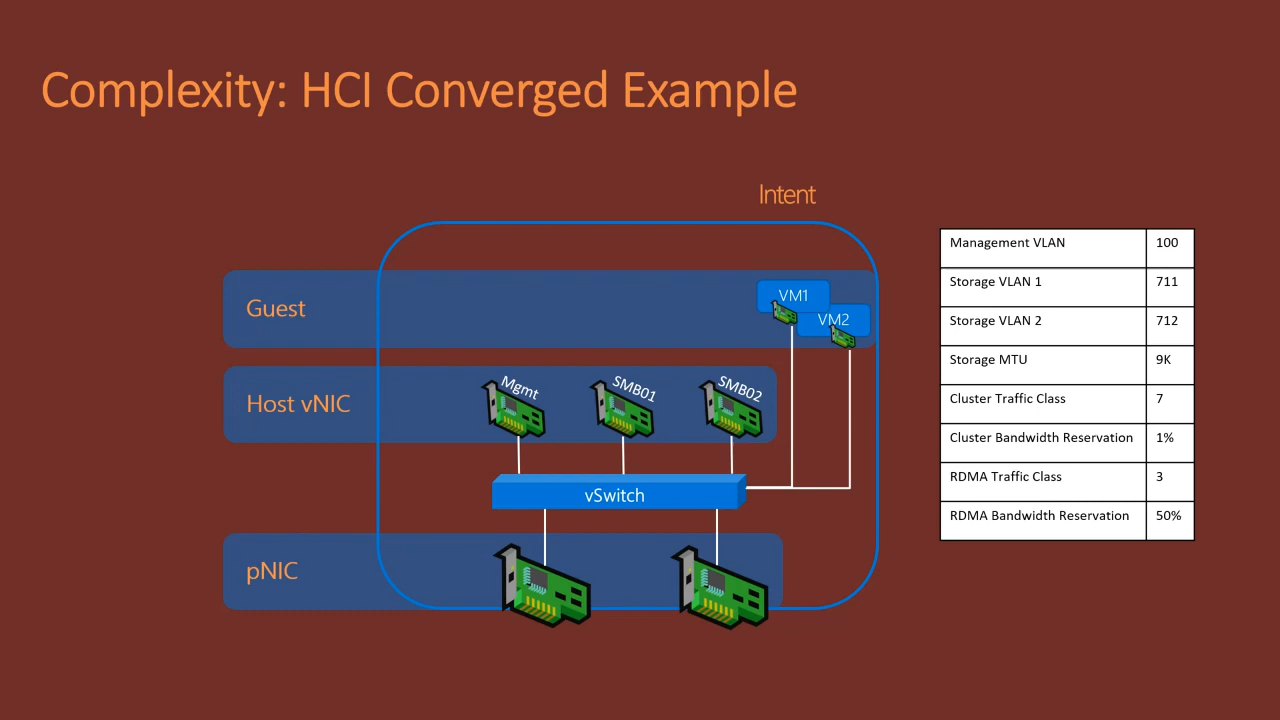 Complexity: HCI Converged Example
Intent
Guest
VM1
VM2
Host vNIC
Mgmt
SMB01
SMB02
vSwitch
pNIC
Management VLAN 100
Storage VLAN 1 711
Storage VLAN 2 712
Storage MTU 9K
Cluster Traffic Class 7
Cluster Bandwidth Reservation 1%
RDMA Traffic Class 3
RDMA Bandwidth Reservation 50%